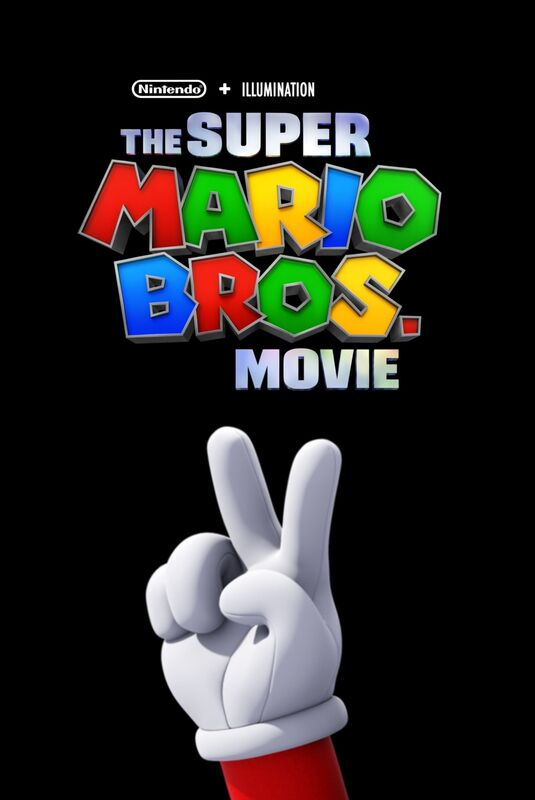 Nintendo + ILLUMINATION
THE SUPER
MARIO
BROS.
MOVIE